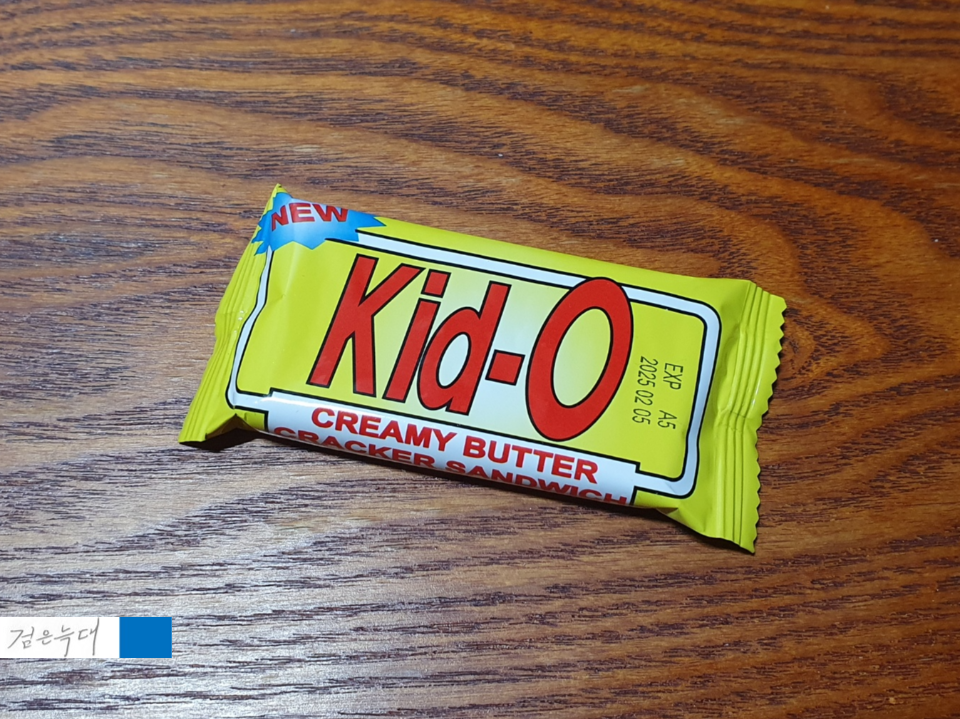 NEW
Kid-O
CREAMY BUTTER
CRACKER SANDWICH
EXP A5
2025 02 05
검은늑대